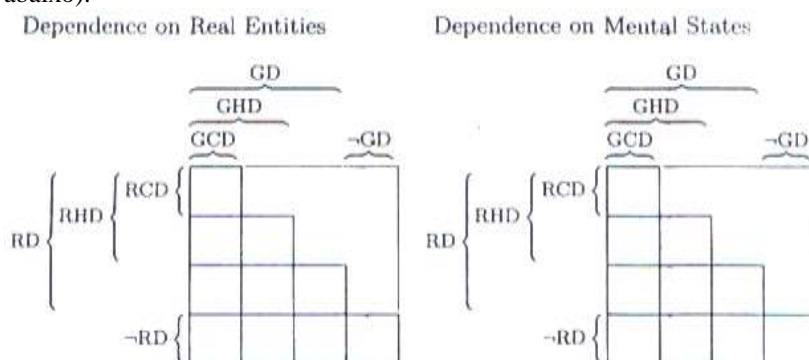 abaixo).
Dependence on Real Entities Dependence on Mental States
GD GD
GHD GHD
GCD ¬GD GCD ¬GD
RCD RCD
RHD RHD
RD RD
¬RD ¬RD